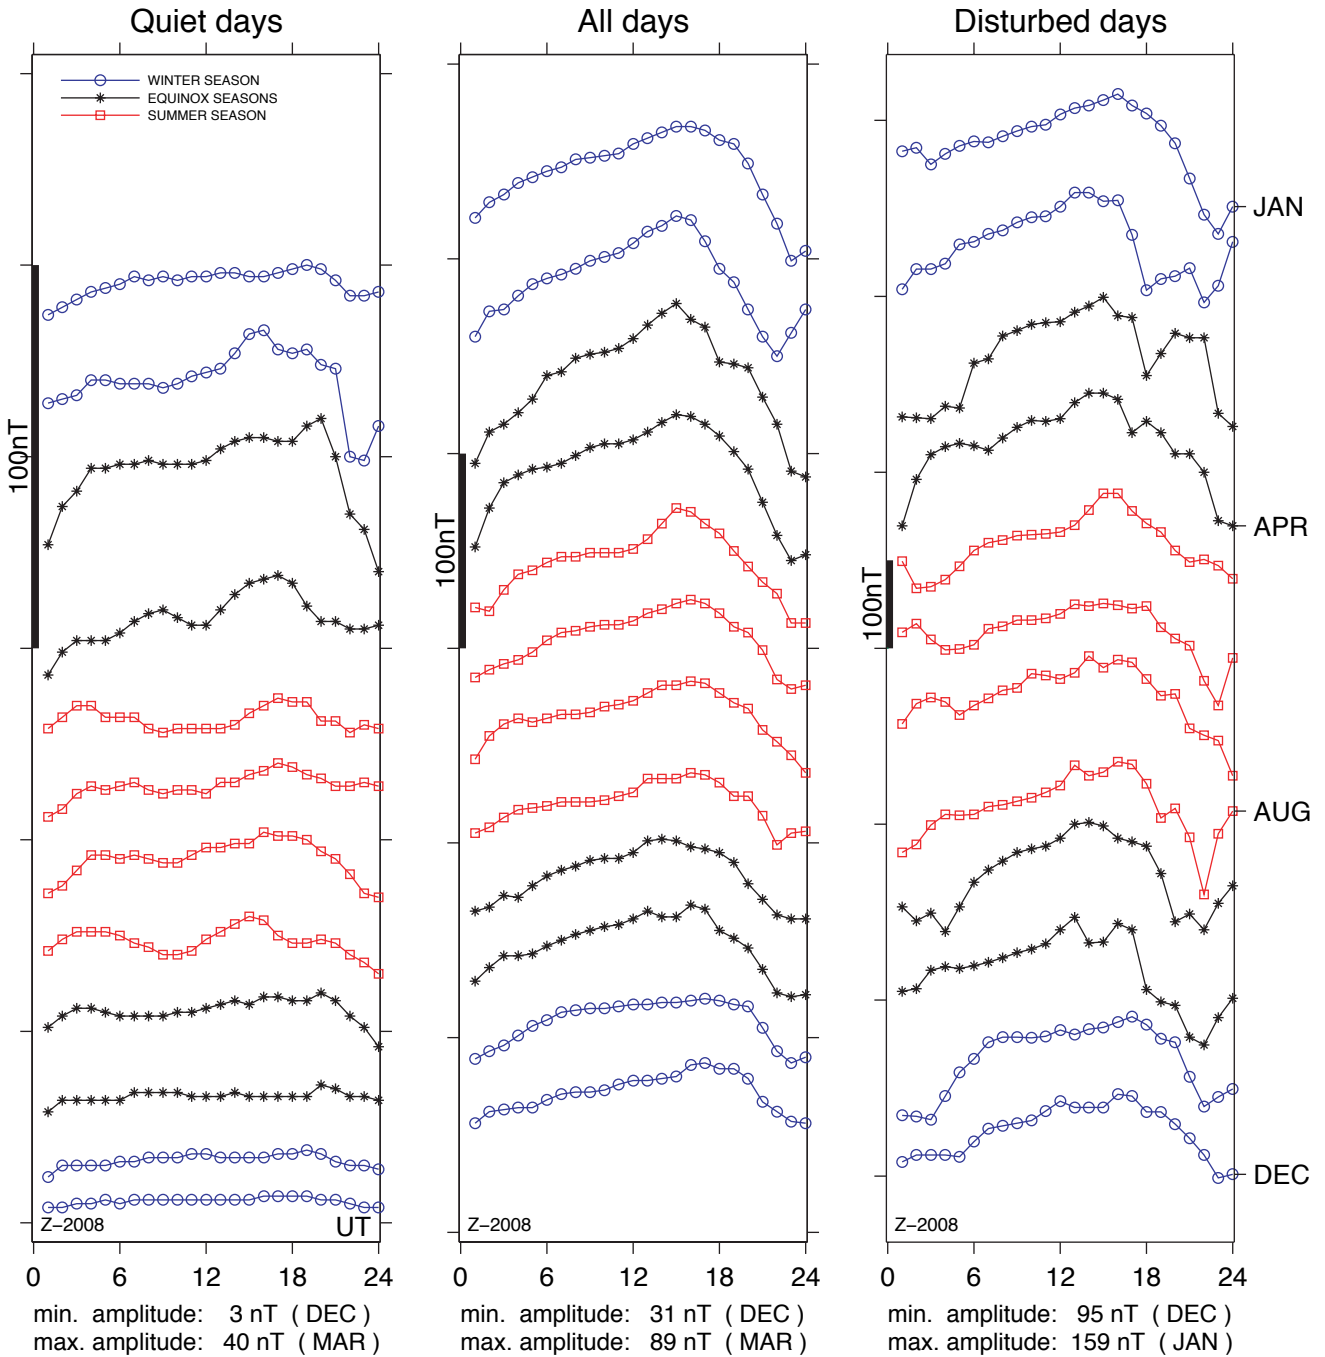 Quiet days
All days
Disturbed days
WINTER SEASON
EQUINOX SEASONS
SUMMER SEASON
JAN
APR
AUG
DEC
100nT
100nT
100nT
Z−2008
UT
Z−2008
Z−2008
0 6 12 18 24
0 6 12 18 24
0 6 12 18 24
min. amplitude: 3 nT ( DEC )
max. amplitude: 40 nT ( MAR )
min. amplitude: 31 nT ( DEC )
max. amplitude: 89 nT ( MAR )
min. amplitude: 95 nT ( DEC )
max. amplitude: 159 nT ( JAN )